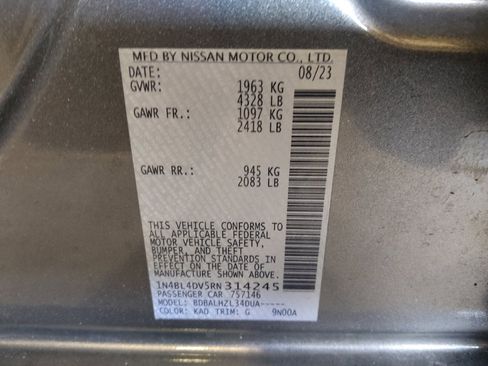 MFD BY NISSAN MOTOR CO., LTD.
DATE: 08/23
GVWR: 1963 KG
4328 LB
GAWR FR.: 1097 KG
2418 LB
GAWR RR.: 945 KG
2083 LB
THIS VEHICLE CONFORMS TO
ALL APPLICABLE FEDERAL
MOTOR VEHICLE SAFETY,
BUMPER, AND THEFT
PREVENTION STANDARDS
IN EFFECT ON THE DATE OF
MANUFACTURE SHOWN ABOVE.
1N4BL4DV5RN314245
PASSENGER CAR 757146
MODEL: BDBALHZL34DUA-----
COLOR: KAD TRIM: G 9N00A